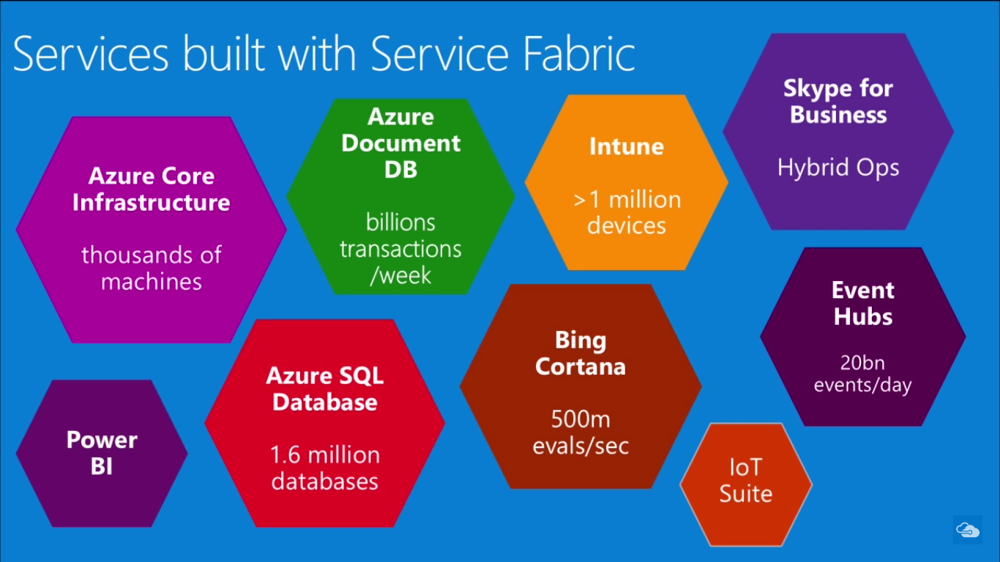 Services built with Service Fabric
Azure Core
Infrastructure
thousands of
machines
Azure
Document
DB
billions
transactions
/week
Intune
>1 million
devices
Skype for
Business
Hybrid Ops
Power
BI
Azure SQL
Database
1.6 million
databases
Bing
Cortana
500m
evals/sec
Event
Hubs
20bn
events/day
IoT
Suite